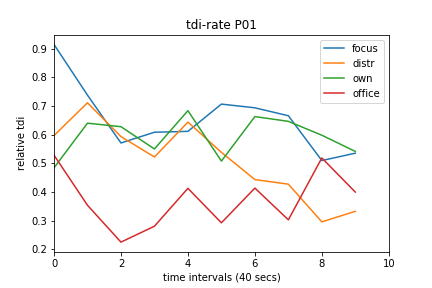 tdi-rate P01
relative tdi
0.9
0.8
0.7
0.6
0.5
0.4
0.3
0.2
focus
distr
own
office
0 2 4 6 8 10
time intervals (40 secs)